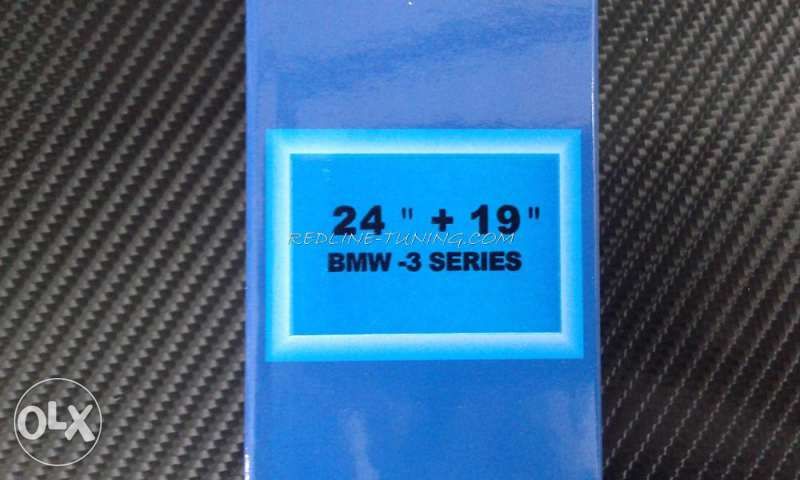 24 " + 19"
REDLINE-TUNING.COM
BMW -3 SERIES
OLX